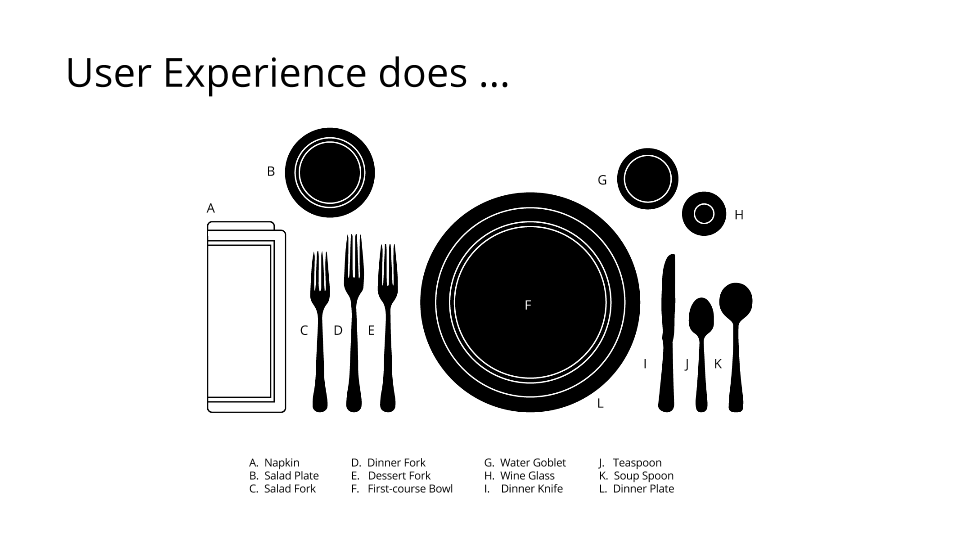 User Experience does ...
B
G
A
H
F
C
D
E
I
J
K
L
A. Napkin
B. Salad Plate
C. Salad Fork
D. Dinner Fork
E. Dessert Fork
F. First-course Bowl
G. Water Goblet
H. Wine Glass
I. Dinner Knife
J. Teaspoon
K. Soup Spoon
L. Dinner Plate